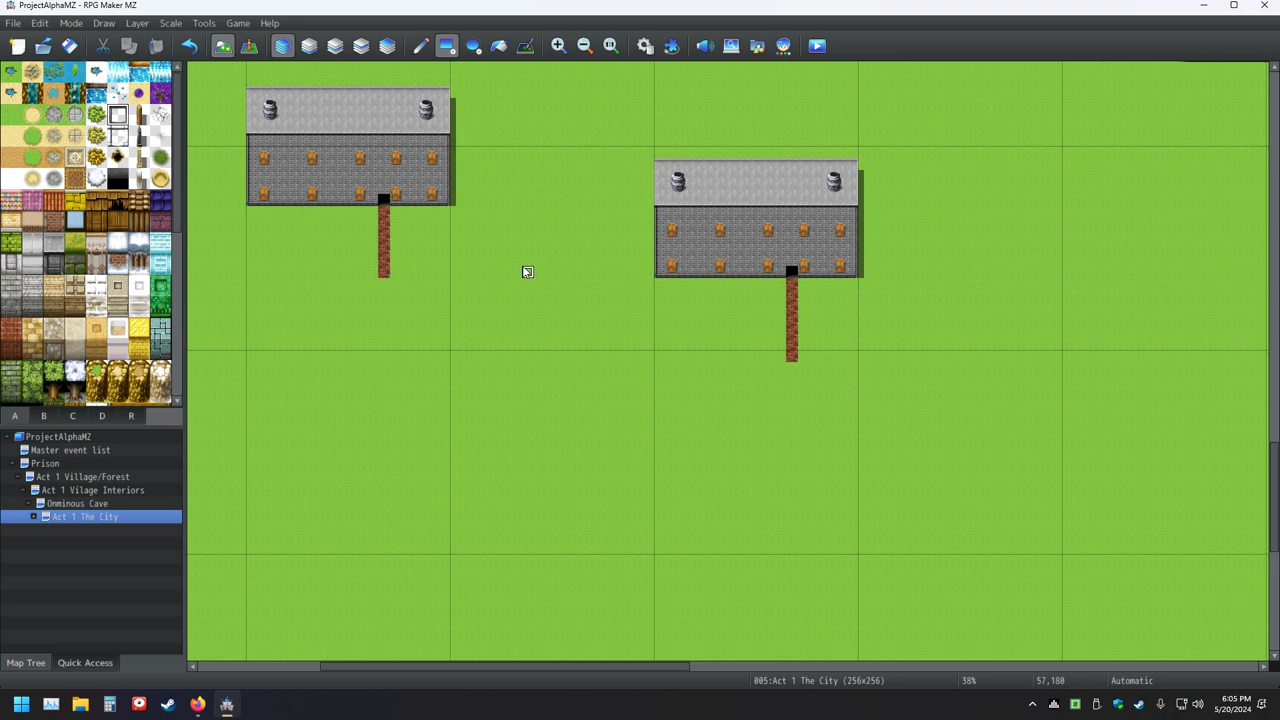 ProjectAlphaMZ - RPG Maker MZ
File Edit Mode Draw Layer Scale Tools Game Help
A B C D R
ProjectAlphaMZ
Master event list
Prison
Act 1 Village/Forest
Act 1 Vilage Interiors
Onminous Cave
Act 1 The City
Map Tree Quick Access
005:Act 1 The City (256x256) 38% 57,180 Automatic
6:05 PM
5/20/2024